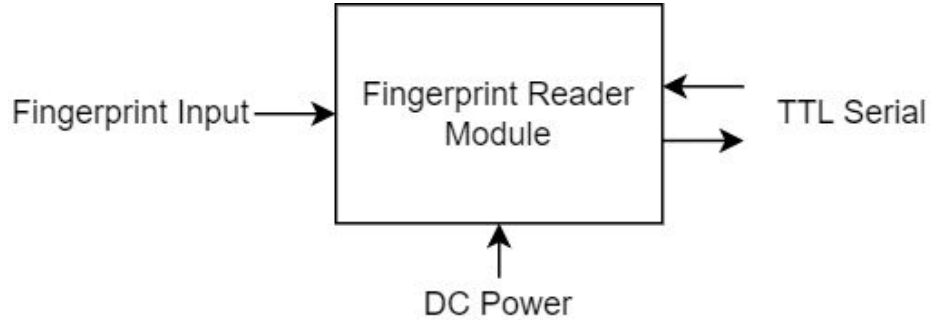 Fingerprint Input
Fingerprint Reader
Module
TTL Serial
DC Power